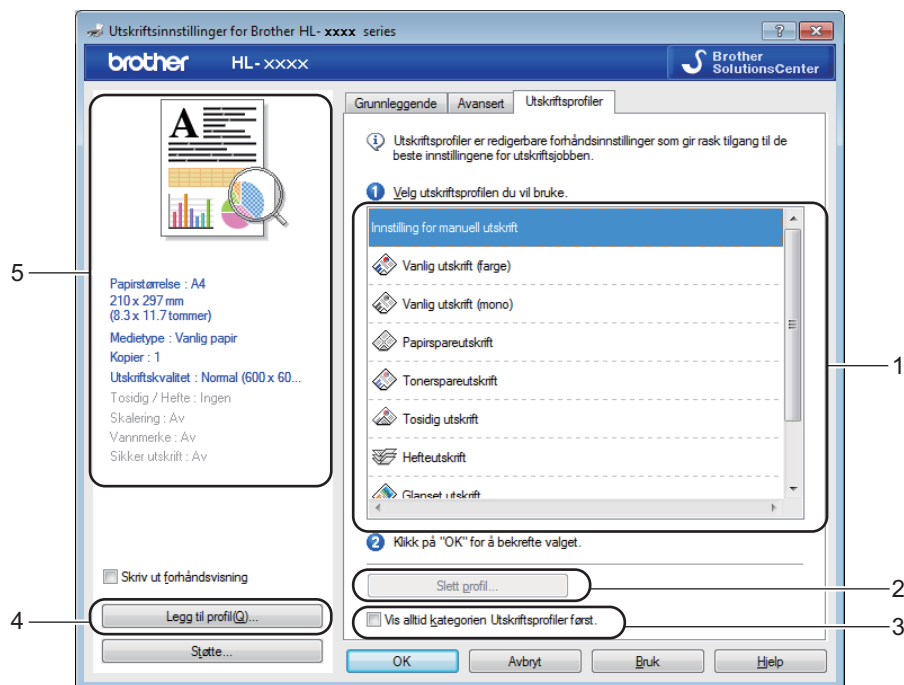 Utskriftsinnstillinger for Brother HL- xxxx series
brother HL- xxxx
Brother
SolutionsCenter
A
Papirstørrelse : A4
210 x 297 mm
(8.3 x 11.7 tommer)
Medietype : Vanlig papir
Kopier : 1
Utskriftskvalitet : Normal (600 x 60...
Tosidig / Hefte : Ingen
Skalering : Av
Vannmerke : Av
Sikker utskrift : Av
Skriv ut forhåndsvisning
Legg til profil(Q)...
Støtte...
Grunnleggende Avansert Utskriftsprofiler
Utskriftsprofiler er redigerbare forhåndsinnstillinger som gir rask tilgang til de
beste innstillingene for utskriftsjobben.
1 Velg utskriftsprofilen du vil bruke.
Innstilling for manuell utskrift
Vanlig utskrift (farge)
Vanlig utskrift (mono)
Papirspareutskrift
Tonerspareutskrift
Tosidig utskrift
Hefteutskrift
Glanset utskrift
2 Klikk på "OK" for å bekrefte valget.
Slett profil...
Vis alltid kategorien Utskriftsprofiler først.
OK Avbryt Bruk Hjelp
1
2
3
4
5